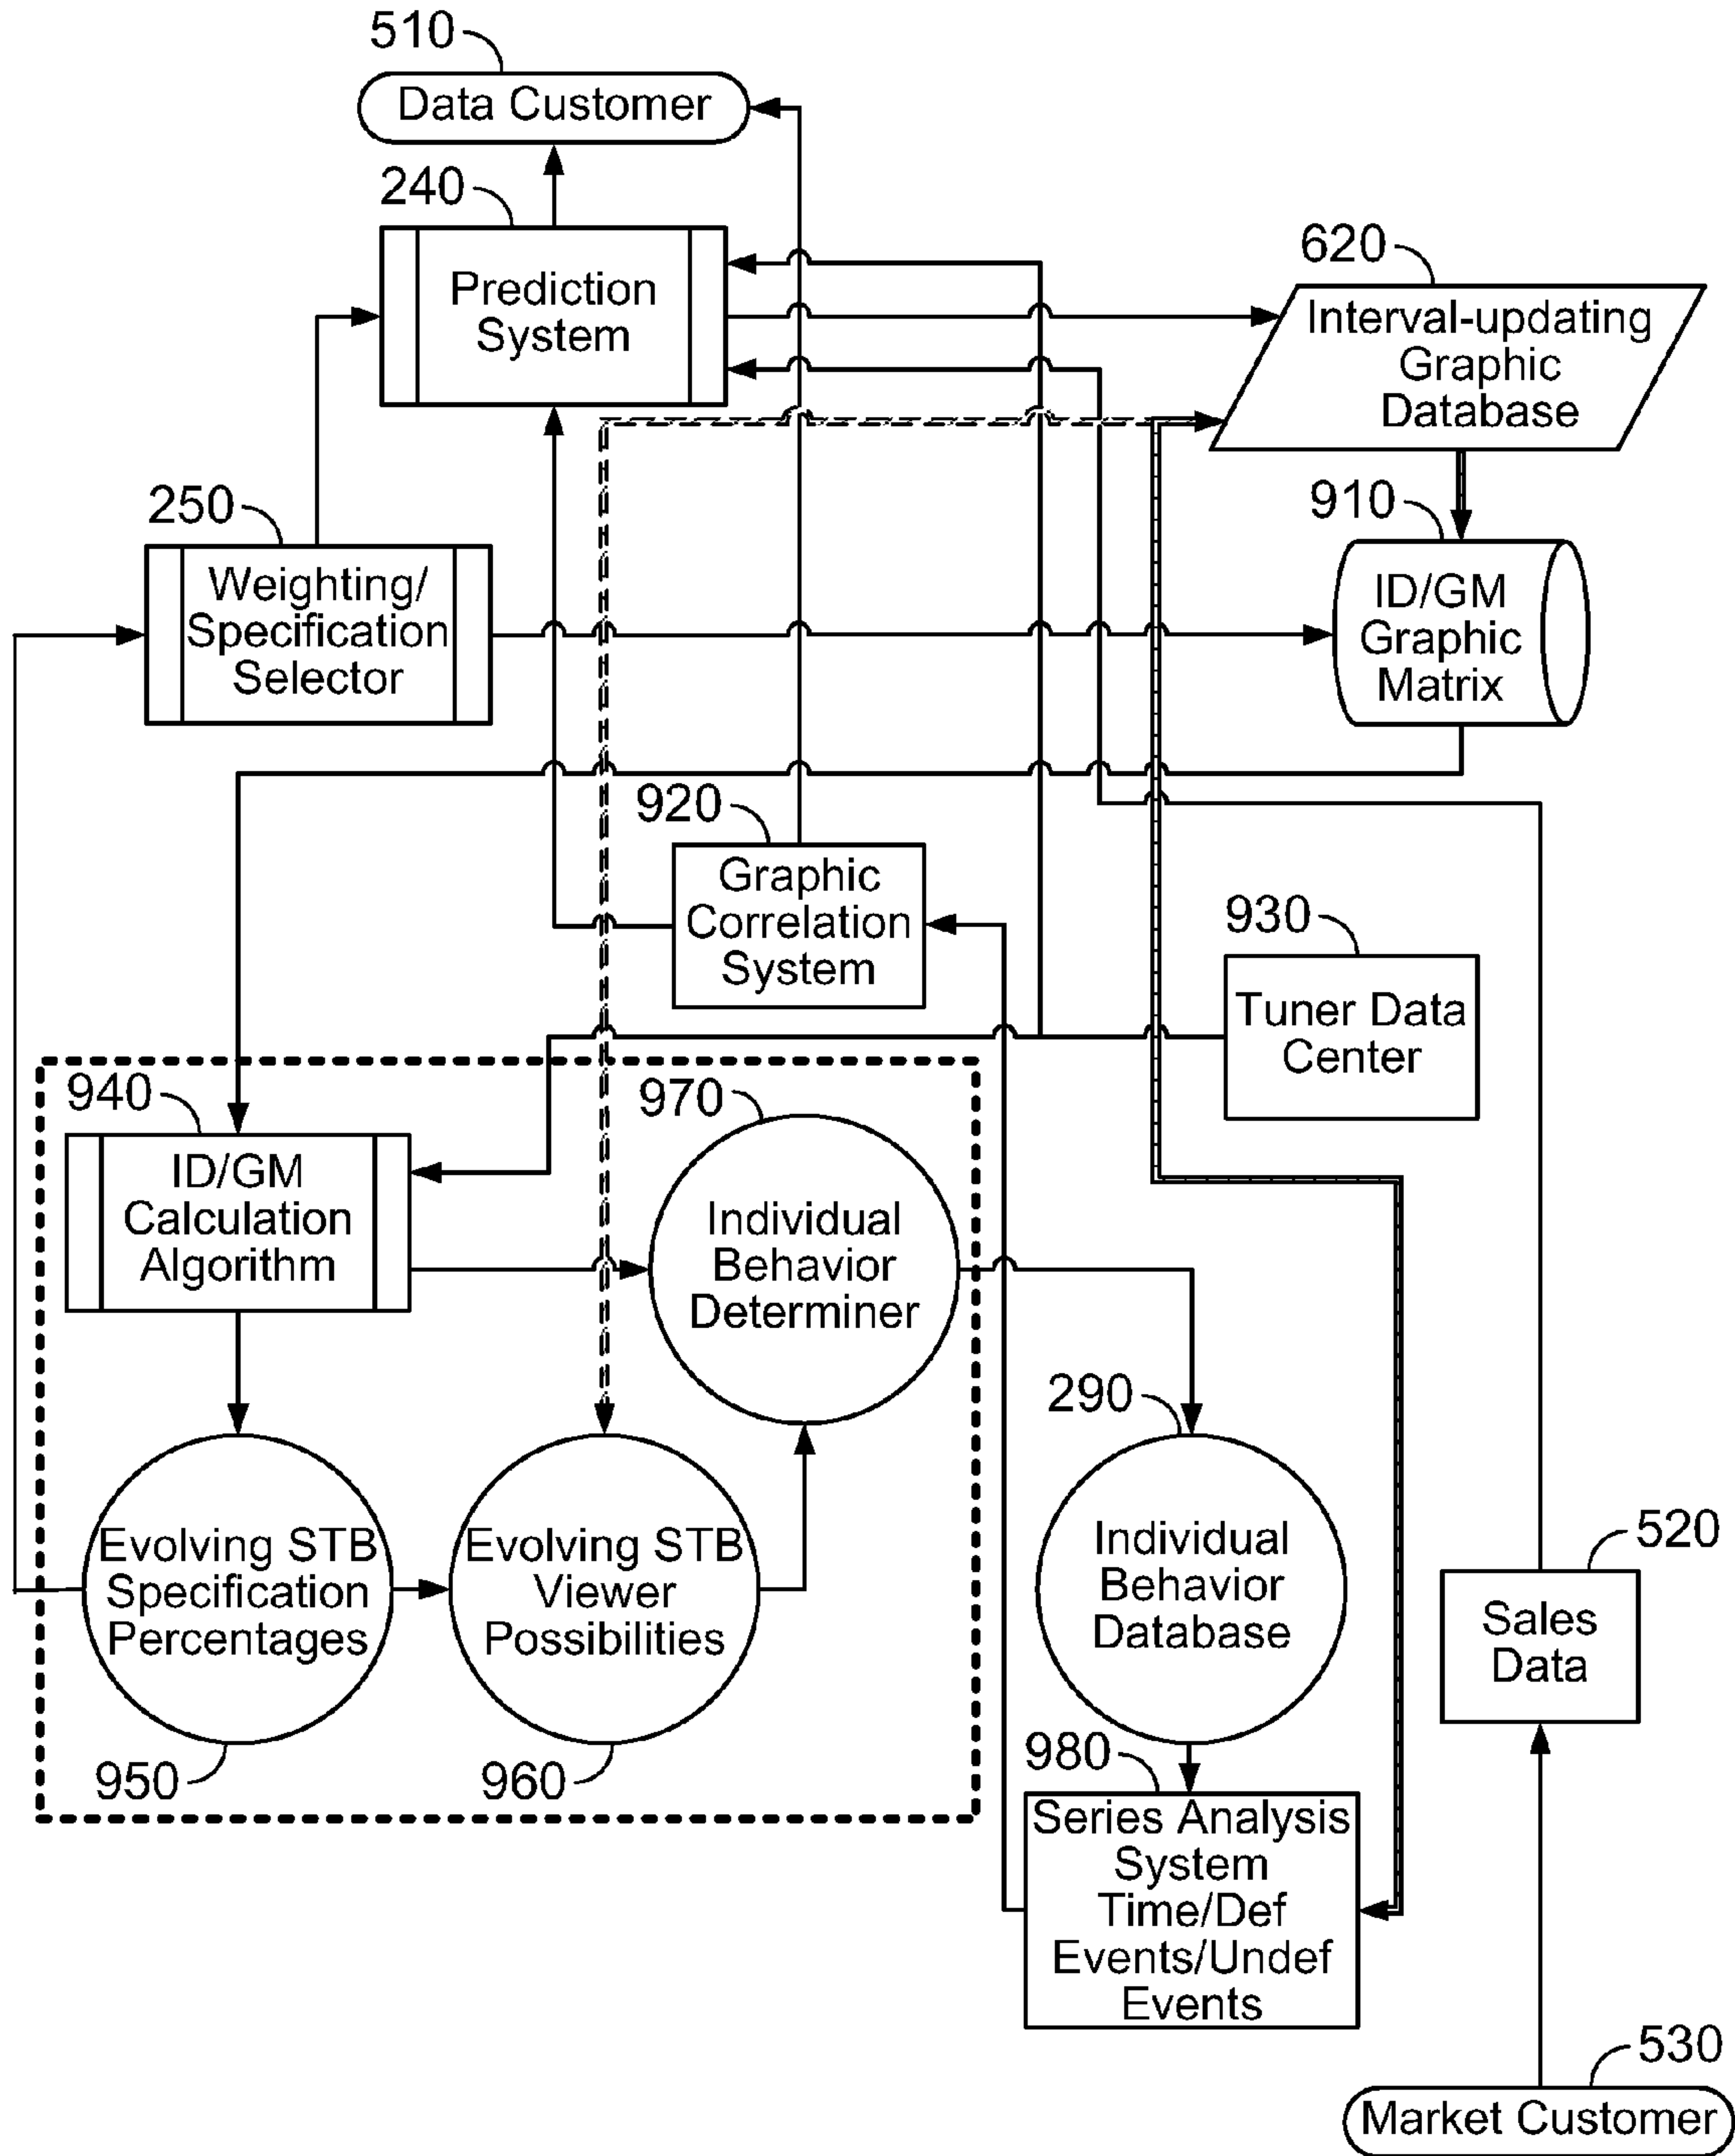 510
Data Customer
240
Prediction
System
620
Interval-updating
Graphic
Database
250
Weighting/
Specification
Selector
910
ID/GM
Graphic
Matrix
920
Graphic
Correlation
System
930
Tuner Data
Center
940
ID/GM
Calculation
Algorithm
970
Individual
Behavior
Determiner
290
Individual
Behavior
Database
Evolving STB
Specification
Percentages
950
Evolving STB
Viewer
Possibilities
960
520
Sales
Data
980
Series Analysis
System
Time/Def
Events/Undef
Events
530
Market Customer